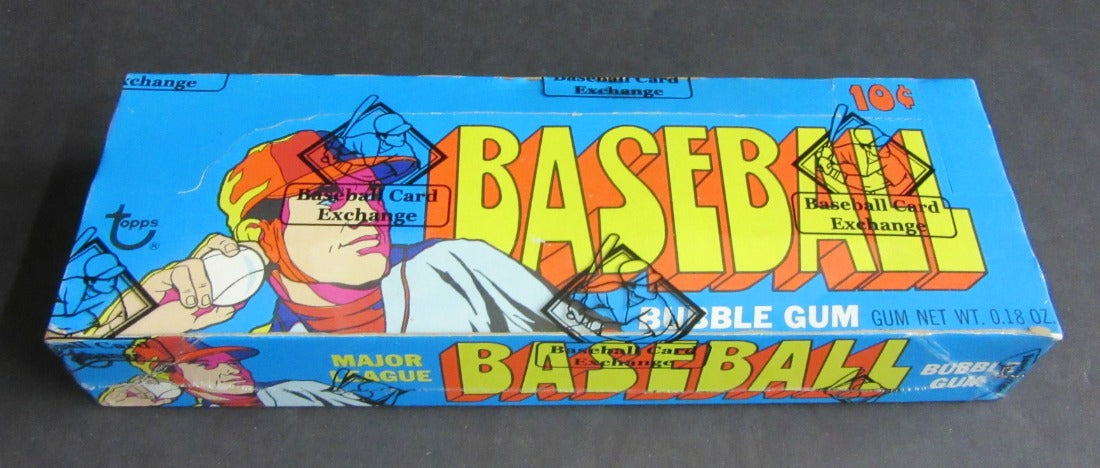 change
Baseball Card
Exchange
10¢
BASEBALL
Baseball Card
Exchange
Baseball Card
Exchange
topps
®
BUBBLE GUM GUM NET WT. 0.18 OZ
Baseball Card
Exchange
MAJOR
LEAGUE
BASEBALL
BUBBLE
GUM